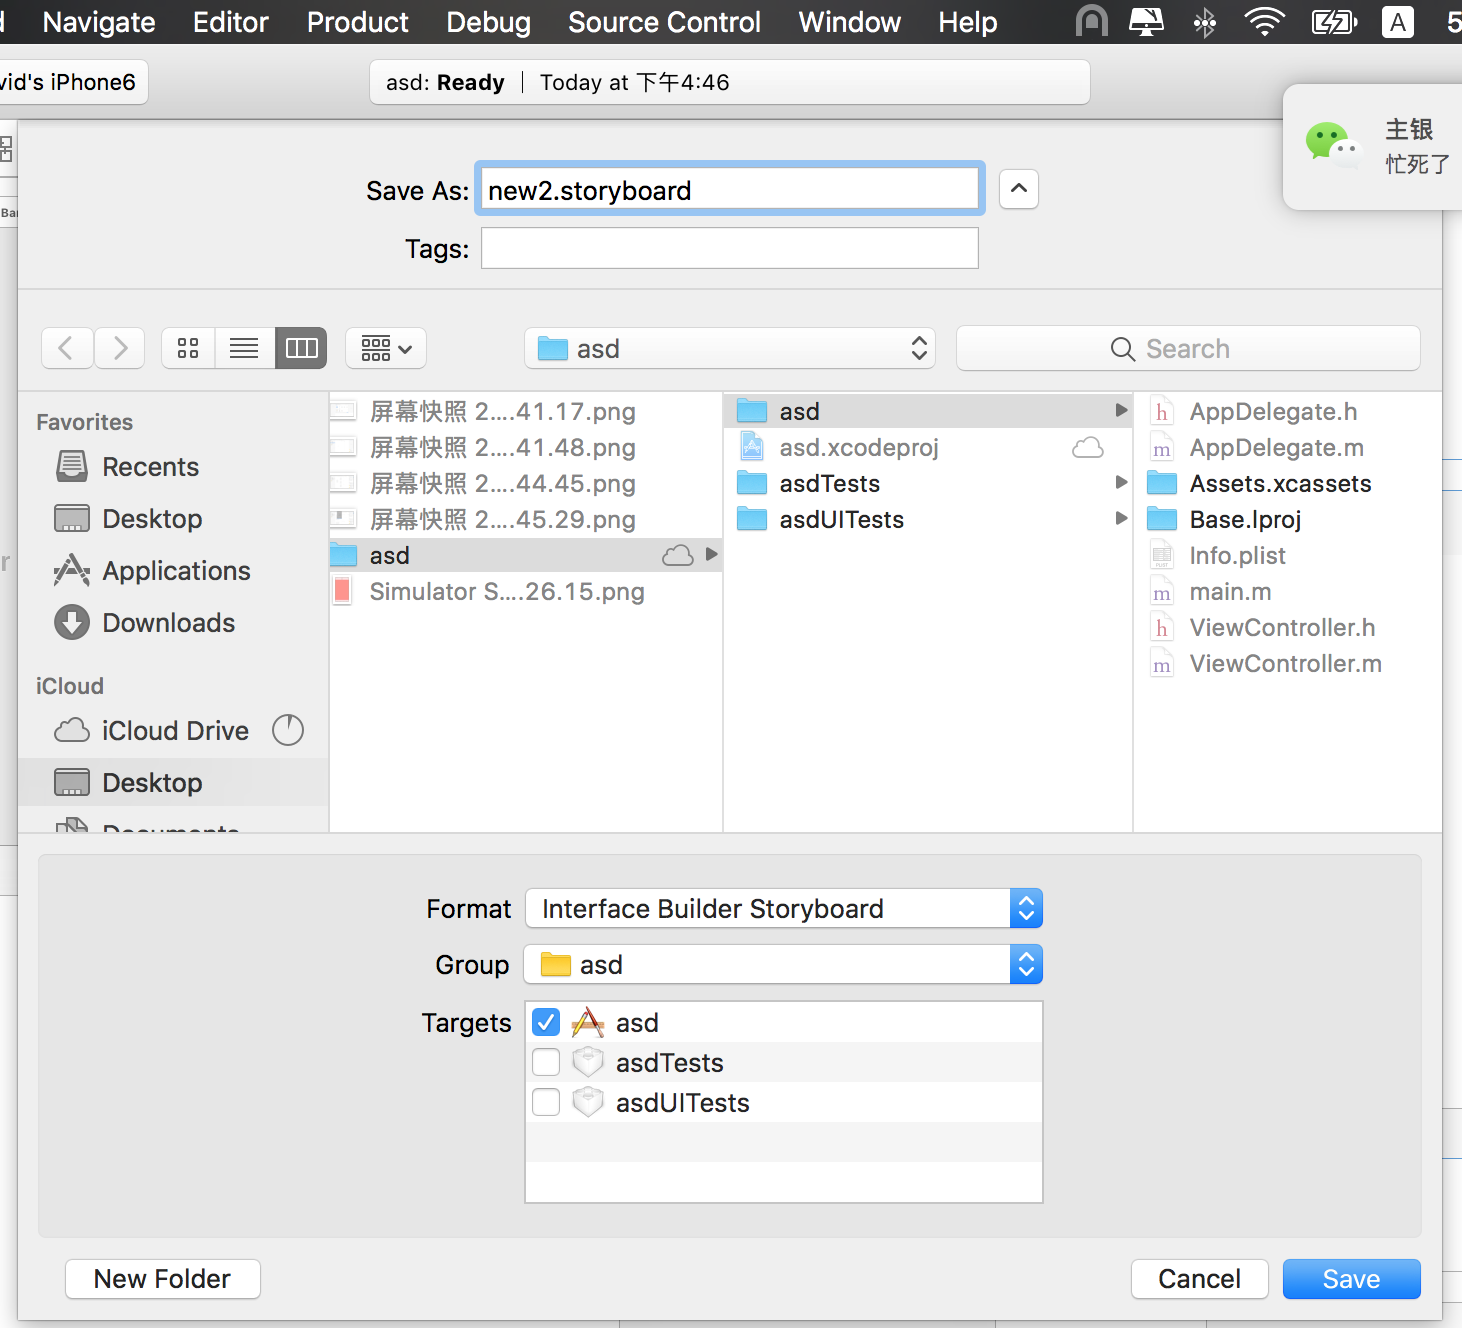 Navigate Editor Product Debug Source Control Window Help A 5
vid's iPhone6 asd: Ready Today at 下午4:46
主银
忙死了
Save As: new2.storyboard
Tags:
asd Search
Favorites
Recents
Desktop
Applications
Downloads
iCloud
iCloud Drive
Desktop
Documents
屏幕快照 2....41.17.png
屏幕快照 2....41.48.png
屏幕快照 2....44.45.png
屏幕快照 2....45.29.png
asd
Simulator S....26.15.png
asd
asd.xcodeproj
asdTests
asdUITests
h AppDelegate.h
m AppDelegate.m
Assets.xcassets
Base.lproj
Info.plist
m main.m
h ViewController.h
m ViewController.m
Format Interface Builder Storyboard
Group asd
Targets asd
asdTests
asdUITests
New Folder Cancel Save